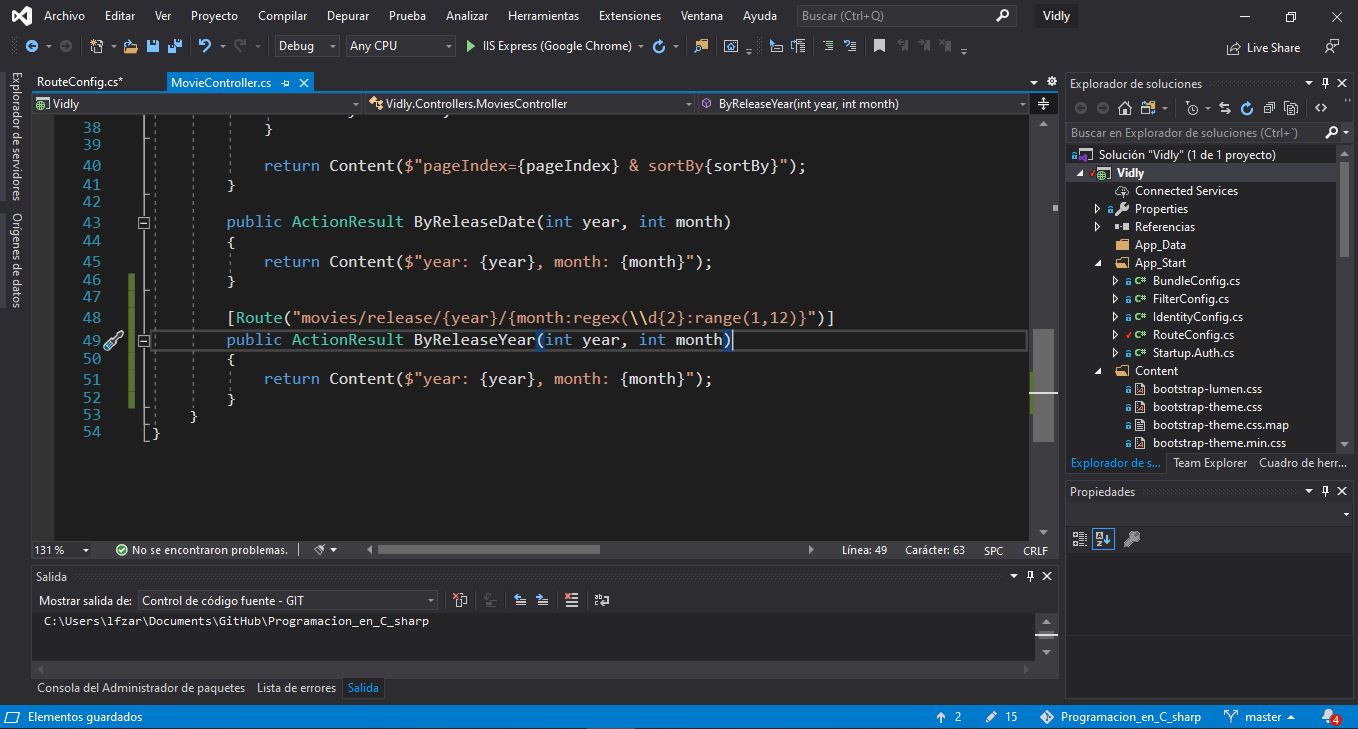 Archivo Editar Ver Proyecto Compilar Depurar Prueba Analizar Herramientas Extensiones Ventana Ayuda Buscar (Ctrl+Q) Vidly
Debug Any CPU IIS Express (Google Chrome) Live Share
Explorador de servidores
Orígenes de datos
RouteConfig.cs* MovieController.cs
Vidly Vidly.Controllers.MoviesController ByReleaseYear(int year, int month)
38 }
39
40 return Content($"pageIndex={pageIndex} & sortBy{sortBy}");
41 }
42
43 public ActionResult ByReleaseDate(int year, int month)
44 {
45 return Content($"year: {year}, month: {month}");
46 }
47
48 [Route("movies/release/{year}/{month:regex(\\d{2}:range(1,12)}")]
49 public ActionResult ByReleaseYear(int year, int month)
50 {
51 return Content($"year: {year}, month: {month}");
52 }
53 }
54 }
131 % No se encontraron problemas. Línea: 49 Carácter: 63 SPC CRLF
Salida
Mostrar salida de: Control de código fuente - GIT
C:\Users\lfzar\Documents\GitHub\Programacion_en_C_sharp
Consola del Administrador de paquetes Lista de errores Salida
Explorador de soluciones
Buscar en Explorador de soluciones (Ctrl+¨)
Solución "Vidly" (1 de 1 proyecto)
Vidly
Connected Services
Properties
Referencias
App_Data
App_Start
C# BundleConfig.cs
C# FilterConfig.cs
C# IdentityConfig.cs
C# RouteConfig.cs
C# Startup.Auth.cs
Content
bootstrap-lumen.css
bootstrap-theme.css
bootstrap-theme.css.map
bootstrap-theme.min.css
Explorador de s... Team Explorer Cuadro de herr...
Propiedades
Elementos guardados 2 15 Programacion_en_C_sharp master 4